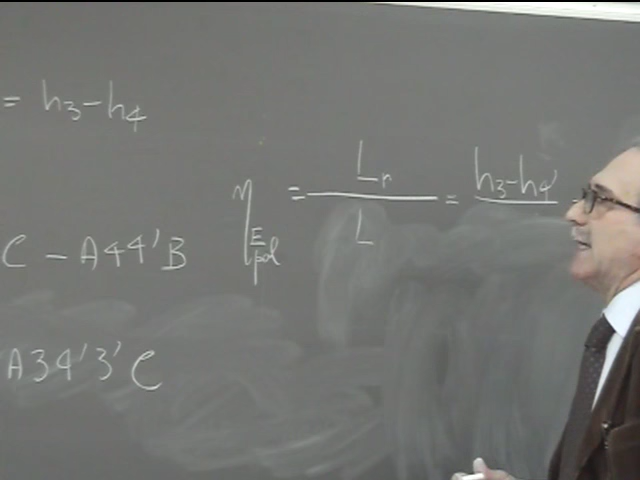 = h3-h4
η E pol = Lr / L = h3-h4'
C - A44'B
A34'3'C